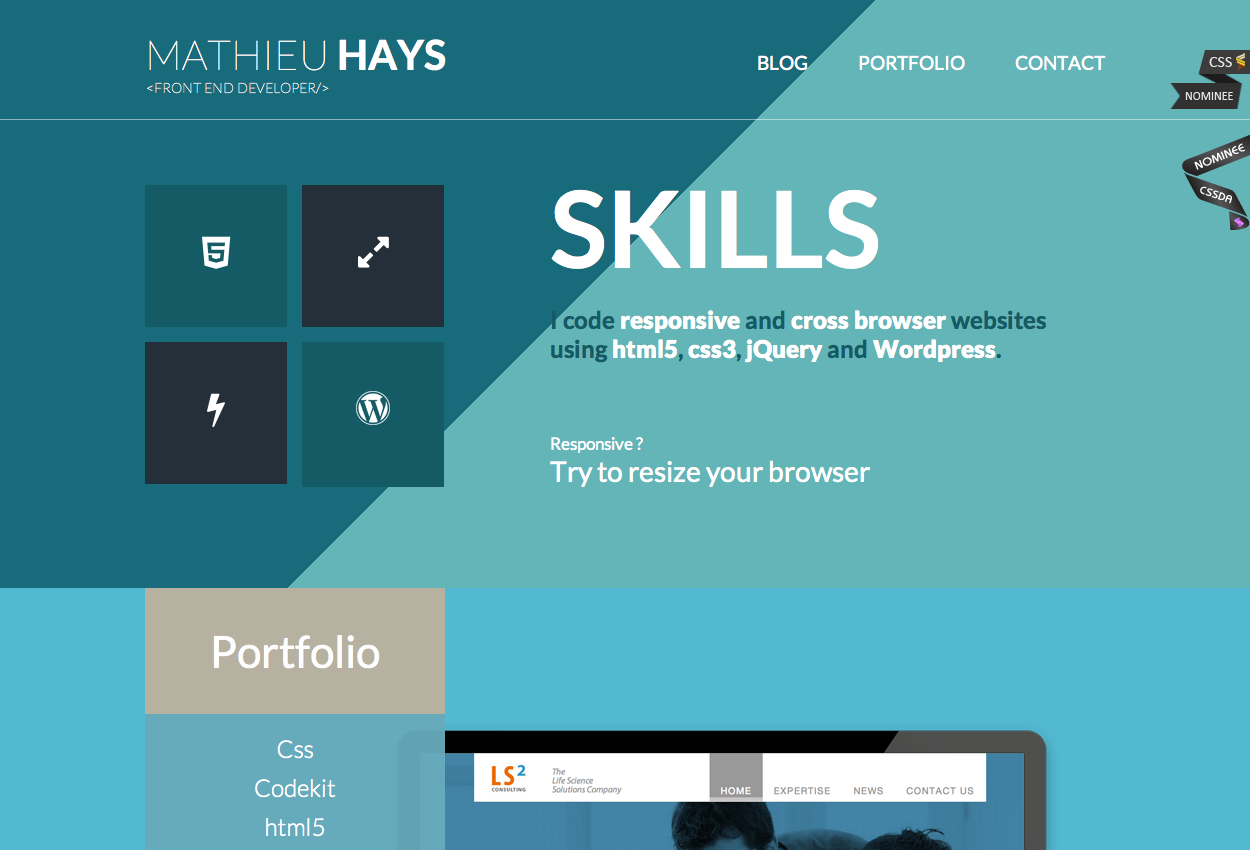 MATHIEU HAYS
<FRONT END DEVELOPER/>
BLOG PORTFOLIO CONTACT
CSS
NOMINEE
NOMINEE
CSSDA
SKILLS
I code responsive and cross browser websites
using html5, css3, jQuery and Wordpress.
Responsive ?
Try to resize your browser
Portfolio
Css
Codekit
html5
LS2
CONSULTING
The
Life Science
Solutions Company
HOME EXPERTISE NEWS CONTACT US